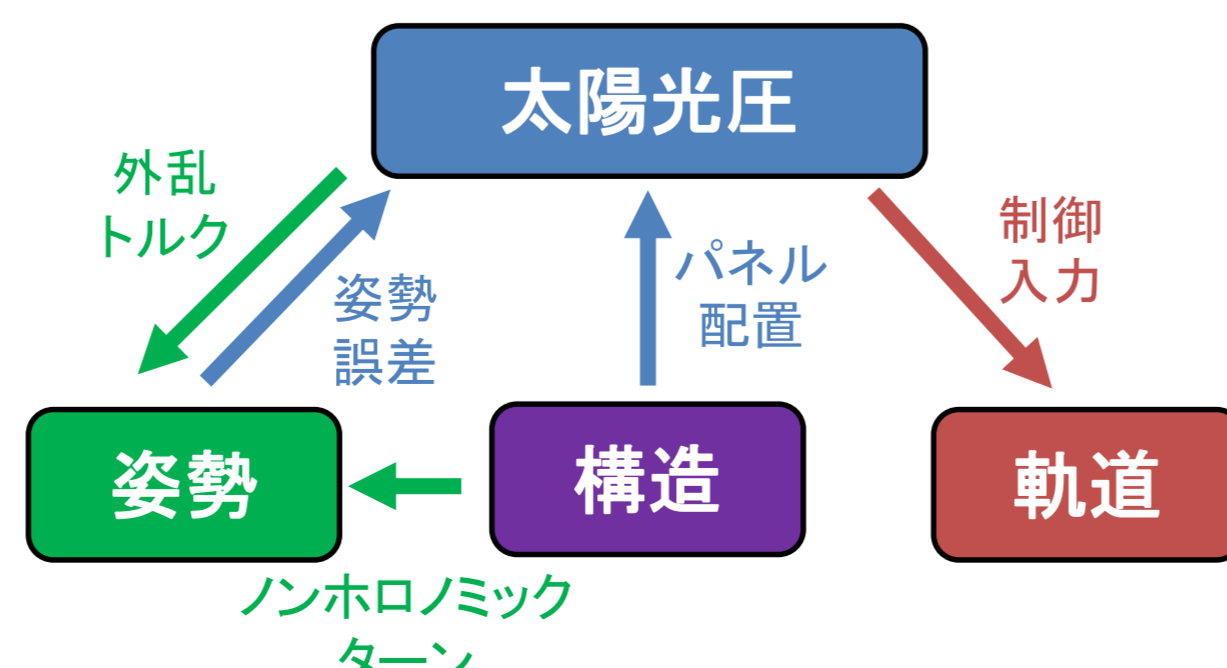 太陽光圧
外乱
トルク
姿勢
誤差
パネル
配置
制御
入力
姿勢
構造
軌道
ノンホロノミック
ターン